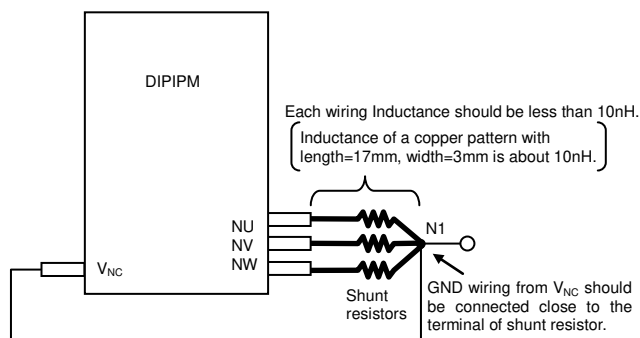 DIPIPM
Each wiring Inductance should be less than 10nH.
Inductance of a copper pattern with
length=17mm, width=3mm is about 10nH.
NU
NV
NW
N1
VNC
Shunt
resistors
GND wiring from VNC should
be connected close to the
terminal of shunt resistor.